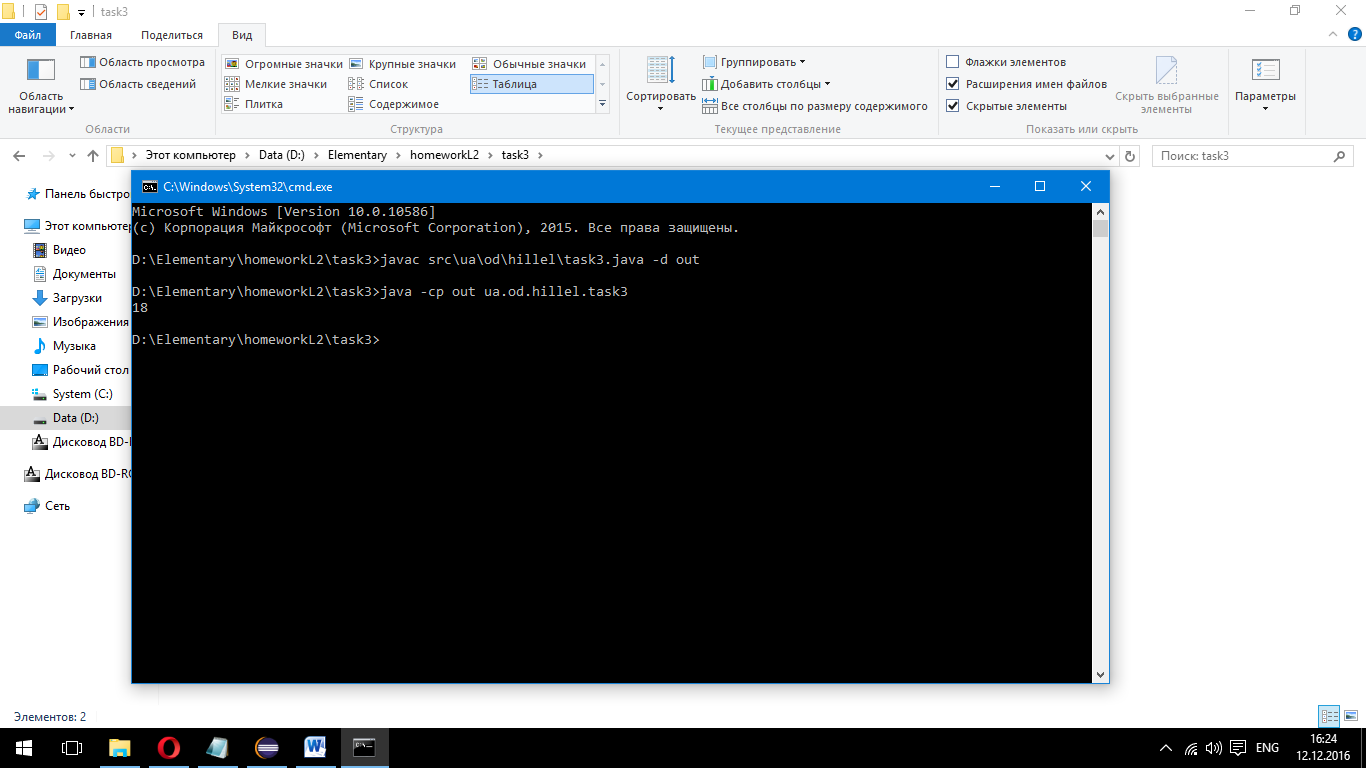 task3
Файл Главная Поделиться Вид
Область навигации
Область просмотра
Область сведений
Области
Огромные значки Крупные значки Обычные значки
Мелкие значки Список Таблица
Плитка Содержимое
Структура
Сортировать
Группировать
Добавить столбцы
Все столбцы по размеру содержимого
Текущее представление
Флажки элементов
Расширения имен файлов
Скрытые элементы
Скрыть выбранные элементы
Показать или скрыть
Параметры
Этот компьютер Data (D:) Elementary homeworkL2 task3
Поиск: task3
Панель быстро
Этот компьютер
Видео
Документы
Загрузки
Изображения
Музыка
Рабочий стол
System (C:)
Data (D:)
Дисковод BD-
Дисковод BD-RO
Сеть
C:\Windows\System32\cmd.exe
Microsoft Windows [Version 10.0.10586]
(c) Корпорация Майкрософт (Microsoft Corporation), 2015. Все права защищены.
D:\Elementary\homeworkL2\task3>javac src\ua\od\hillel\task3.java -d out
D:\Elementary\homeworkL2\task3>java -cp out ua.od.hillel.task3
18
D:\Elementary\homeworkL2\task3>
Элементов: 2
ENG
16:24
12.12.2016